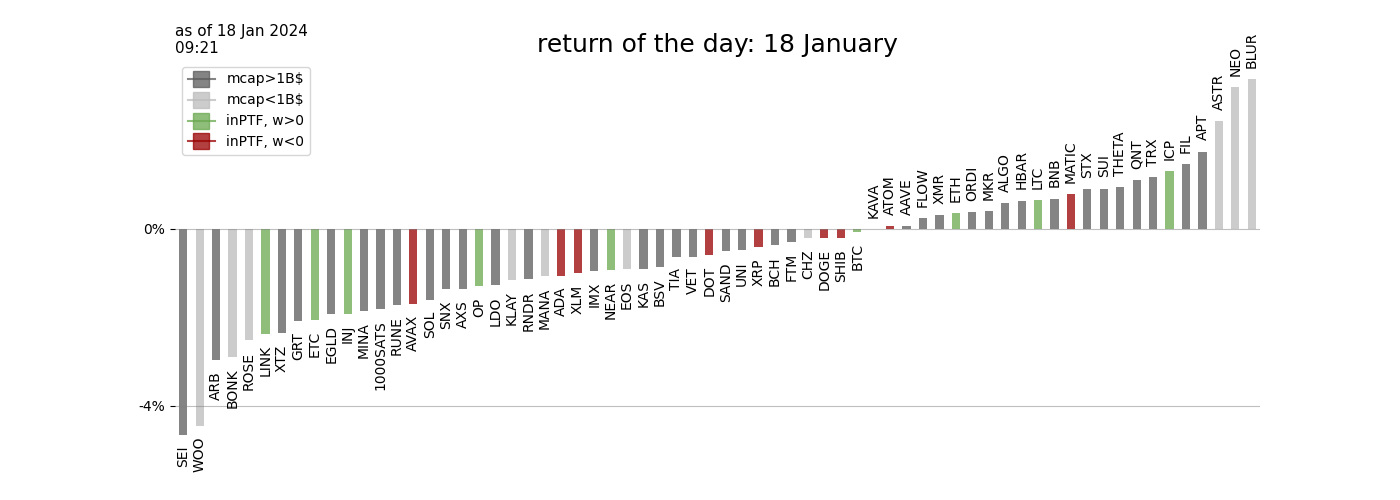 as of 18 Jan 2024
09:21
return of the day: 18 January
mcap>1B$
mcap<1B$
inPTF, w>0
inPTF, w<0
0%
-4%
SEI
WOO
ARB
BONK
ROSE
LINK
XTZ
GRT
ETC
EGLD
INJ
MINA
1000SATS
RUNE
AVAX
SOL
SNX
AXS
OP
LDO
KLAY
RNDR
MANA
ADA
XLM
IMX
NEAR
EOS
KAS
BSV
TIA
VET
DOT
SAND
UNI
XRP
BCH
FTM
CHZ
DOGE
SHIB
BTC
KAVA
ATOM
AAVE
FLOW
XMR
ETH
ORDI
MKR
ALGO
HBAR
LTC
BNB
MATIC
STX
SUI
THETA
QNT
TRX
ICP
FIL
APT
ASTR
NEO
BLUR